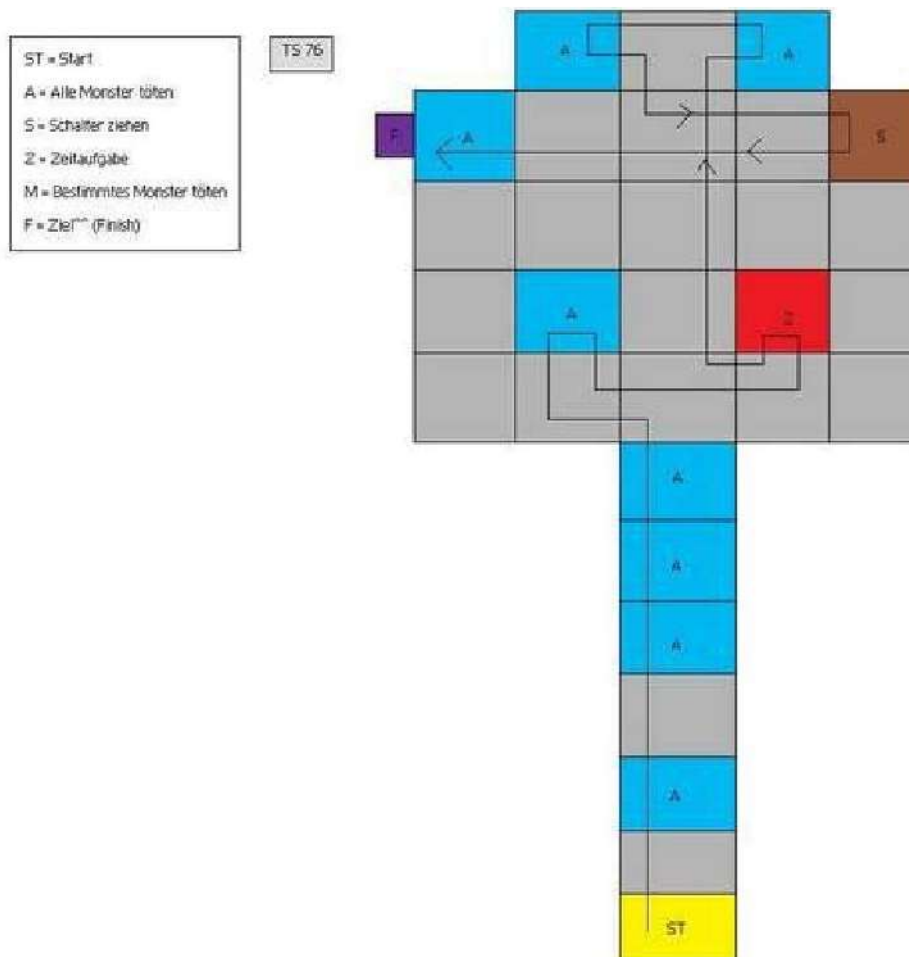 ST = Start
TS 76
A = Alle Monster töten
S = Schalter ziehen
Z = Zeitaufgabe
M = Bestimmtes Monster töten
F = Ziel^^ (Finish)
A
A
F
A
S
A
Z
A
A
A
A
ST